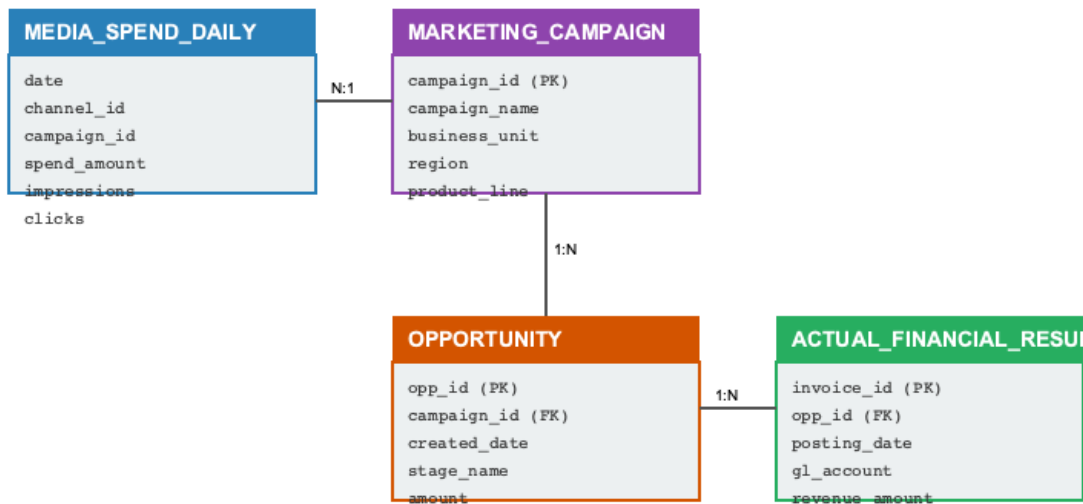 MEDIA_SPEND_DAILY
date
channel_id
campaign_id
spend_amount
impressions
clicks
N:1
MARKETING_CAMPAIGN
campaign_id (PK)
campaign_name
business_unit
region
product_line
1:N
OPPORTUNITY
opp_id (PK)
campaign_id (FK)
created_date
stage_name
amount
1:N
ACTUAL_FINANCIAL_RESUL
invoice_id (PK)
opp_id (FK)
posting_date
gl_account
revenue_amount